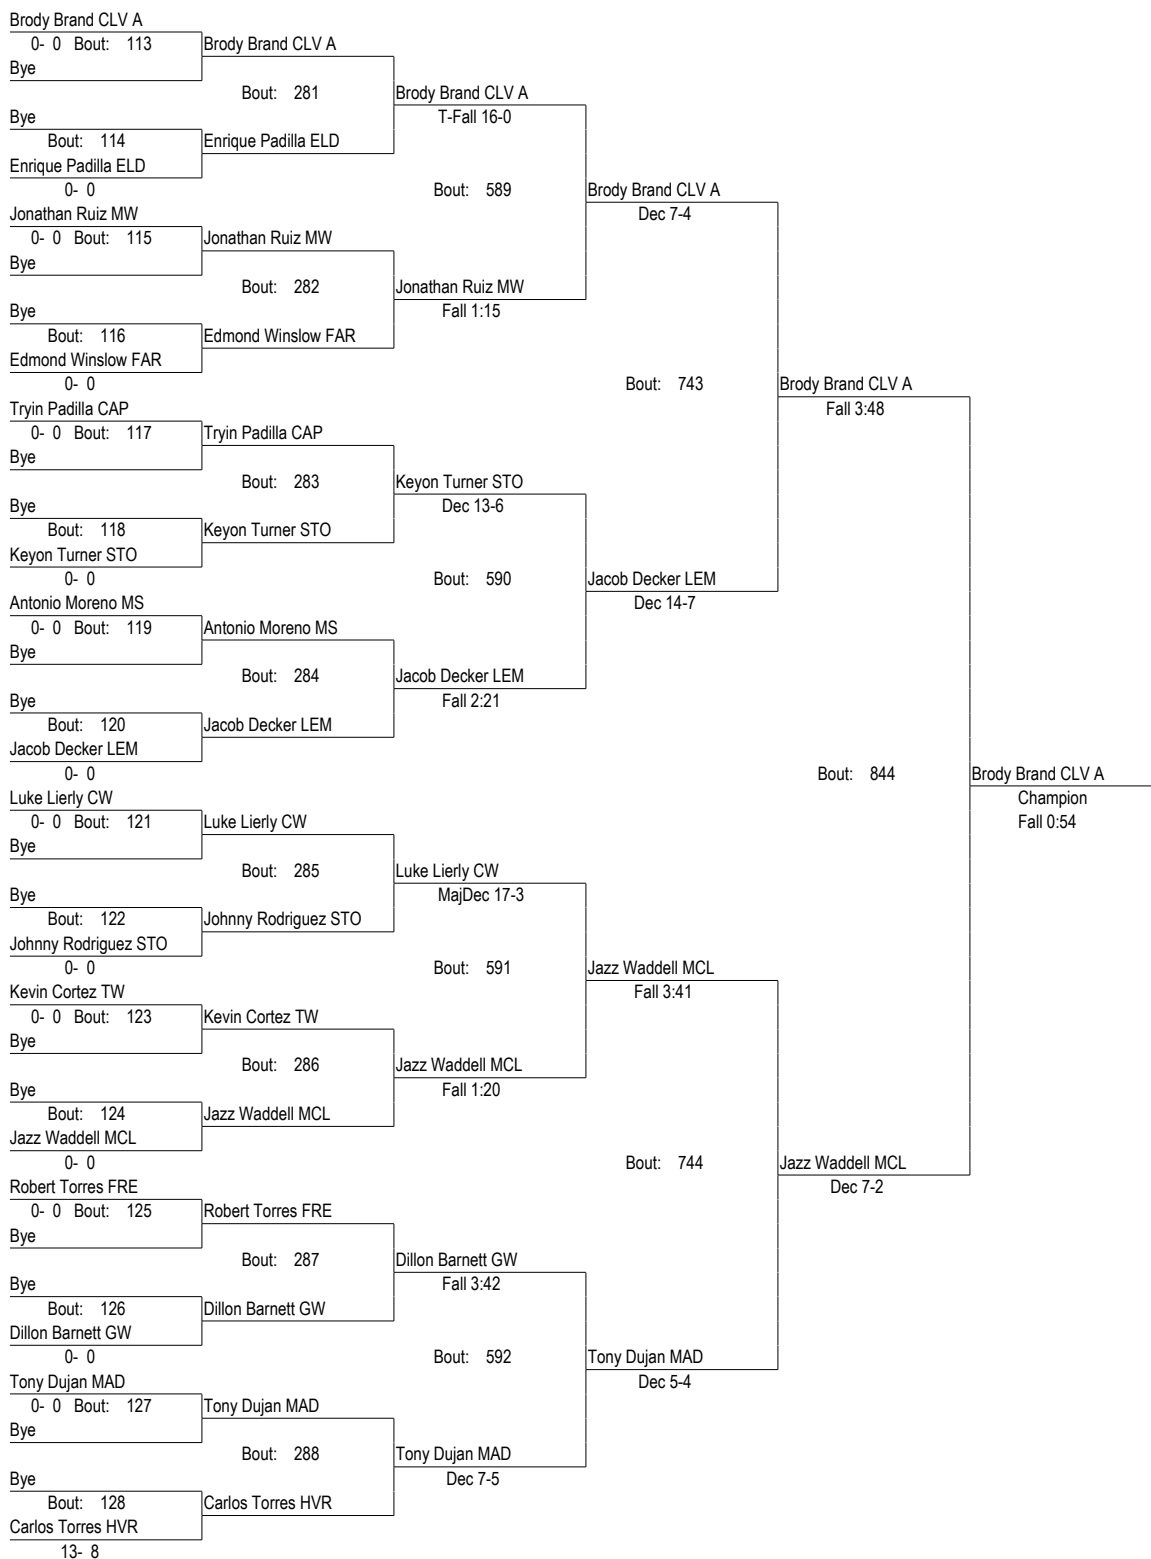 Brody Brand CLV A
0- 0 Bout: 113
Brody Brand CLV A
Bye
Bout: 281
Brody Brand CLV A
T-Fall 16-0
Bye
Bout: 114
Enrique Padilla ELD
Enrique Padilla ELD
0- 0
Bout: 589
Brody Brand CLV A
Dec 7-4
Jonathan Ruiz MW
0- 0 Bout: 115
Jonathan Ruiz MW
Bye
Bout: 282
Jonathan Ruiz MW
Fall 1:15
Bye
Bout: 116
Edmond Winslow FAR
Edmond Winslow FAR
0- 0
Bout: 743
Brody Brand CLV A
Fall 3:48
Tryin Padilla CAP
0- 0 Bout: 117
Tryin Padilla CAP
Bye
Bout: 283
Keyon Turner STO
Dec 13-6
Bye
Bout: 118
Keyon Turner STO
Keyon Turner STO
0- 0
Bout: 590
Jacob Decker LEM
Dec 14-7
Antonio Moreno MS
0- 0 Bout: 119
Antonio Moreno MS
Bye
Bout: 284
Jacob Decker LEM
Fall 2:21
Bye
Bout: 120
Jacob Decker LEM
Jacob Decker LEM
0- 0
Bout: 844
Brody Brand CLV A
Champion
Fall 0:54
Luke Lierly CW
0- 0 Bout: 121
Luke Lierly CW
Bye
Bout: 285
Luke Lierly CW
MajDec 17-3
Bye
Bout: 122
Johnny Rodriguez STO
Johnny Rodriguez STO
0- 0
Bout: 591
Jazz Waddell MCL
Fall 3:41
Kevin Cortez TW
0- 0 Bout: 123
Kevin Cortez TW
Bye
Bout: 286
Jazz Waddell MCL
Fall 1:20
Bye
Bout: 124
Jazz Waddell MCL
Jazz Waddell MCL
0- 0
Bout: 744
Jazz Waddell MCL
Dec 7-2
Robert Torres FRE
0- 0 Bout: 125
Robert Torres FRE
Bye
Bout: 287
Dillon Barnett GW
Fall 3:42
Bye
Bout: 126
Dillon Barnett GW
Dillon Barnett GW
0- 0
Bout: 592
Tony Dujan MAD
Dec 5-4
Tony Dujan MAD
0- 0 Bout: 127
Tony Dujan MAD
Bye
Bout: 288
Tony Dujan MAD
Dec 7-5
Bye
Bout: 128
Carlos Torres HVR
Carlos Torres HVR
13- 8